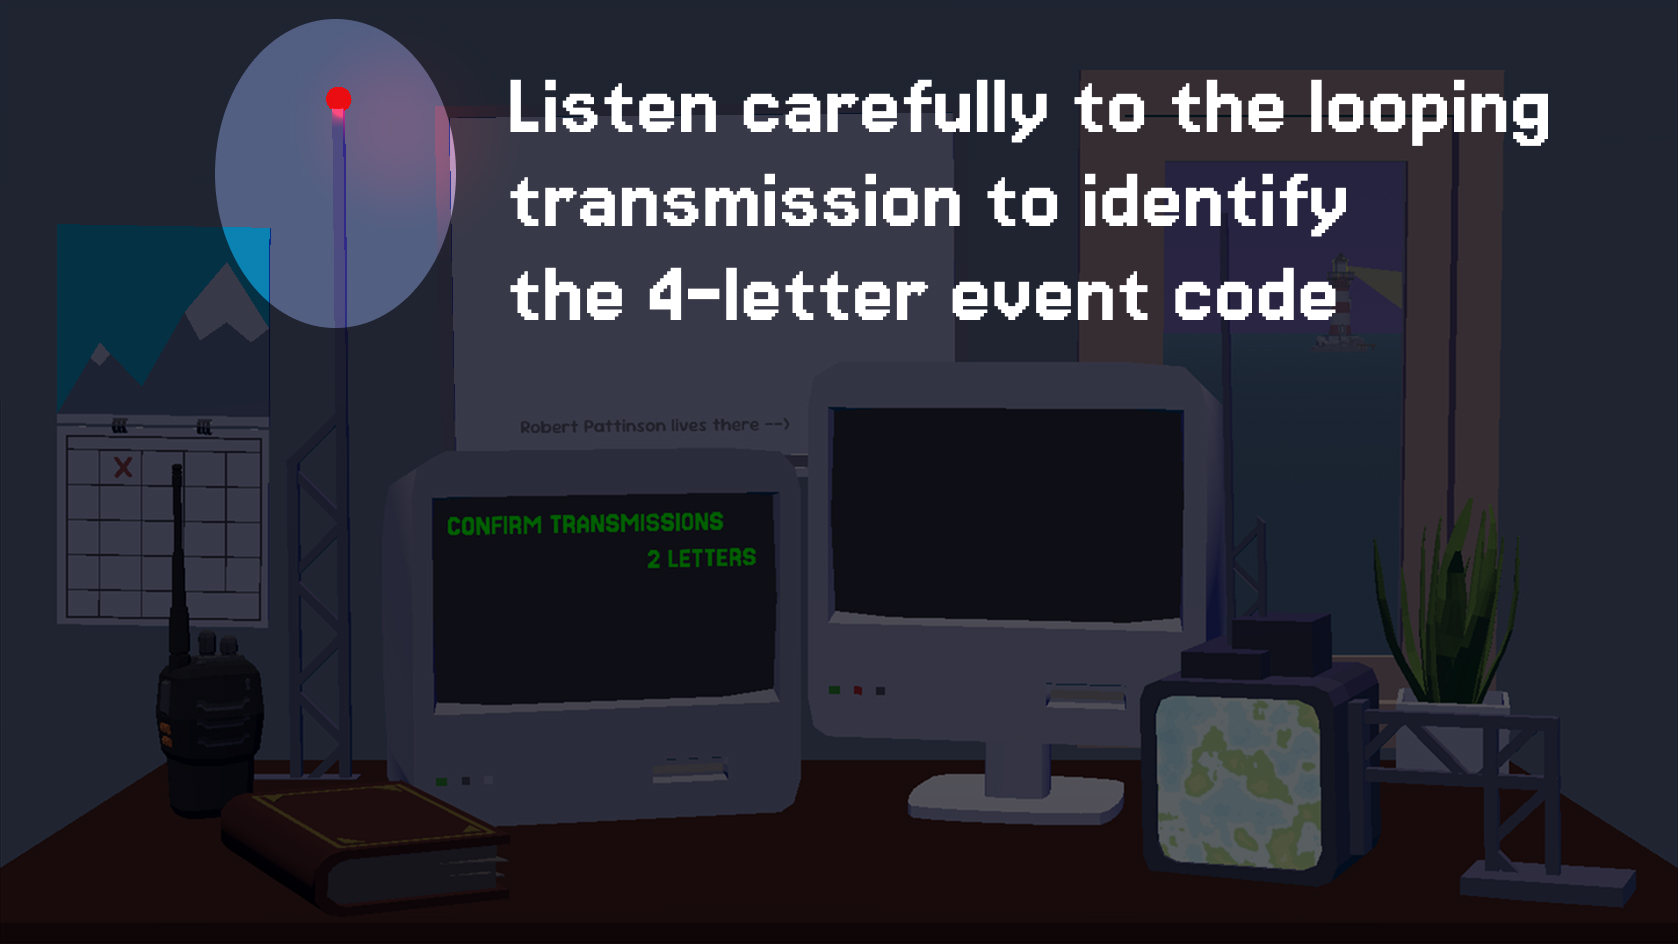 Listen carefully to the looping
transmission to identify
the 4-letter event code
Robert Pattinson lives there -->
X
CONFIRM TRANSMISSIONS
2 LETTERS